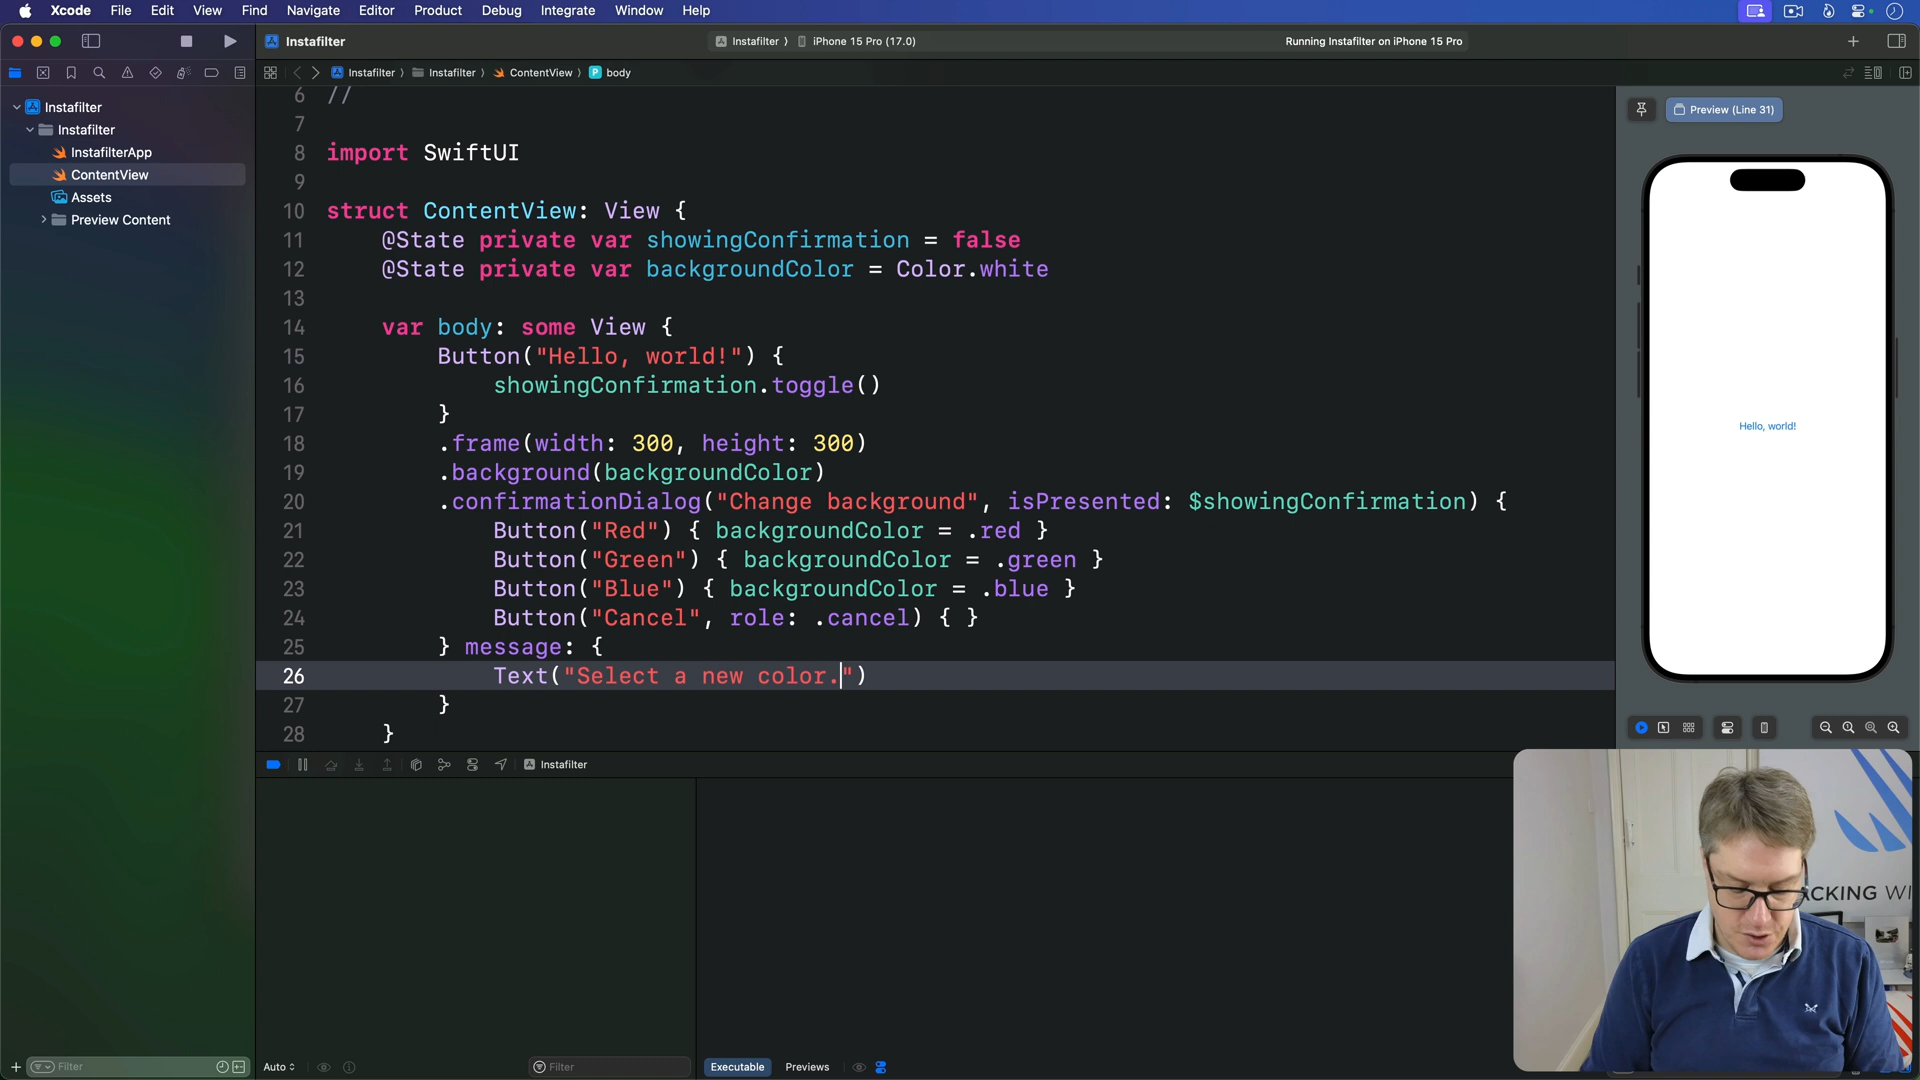 Xcode File Edit View Find Navigate Editor Product Debug Integrate Window Help
Instafilter
Instafilter 〉 iPhone 15 Pro (17.0)
Running Instafilter on iPhone 15 Pro
Instafilter 〉 Instafilter 〉 ContentView 〉 P body
Instafilter
Instafilter
InstafilterApp
ContentView
Assets
Preview Content
6 //
7
8 import SwiftUI
9
10 struct ContentView: View {
11 @State private var showingConfirmation = false
12 @State private var backgroundColor = Color.white
13
14 var body: some View {
15 Button("Hello, world!") {
16 showingConfirmation.toggle()
17 }
18 .frame(width: 300, height: 300)
19 .background(backgroundColor)
20 .confirmationDialog("Change background", isPresented: $showingConfirmation) {
21 Button("Red") { backgroundColor = .red }
22 Button("Green") { backgroundColor = .green }
23 Button("Blue") { backgroundColor = .blue }
24 Button("Cancel", role: .cancel) { }
25 } message: {
26 Text("Select a new color.")
27 }
28 }
Preview (Line 31)
Hello, world!
Instafilter
ACKING WI
Filter
Auto
Filter
Executable
Previews